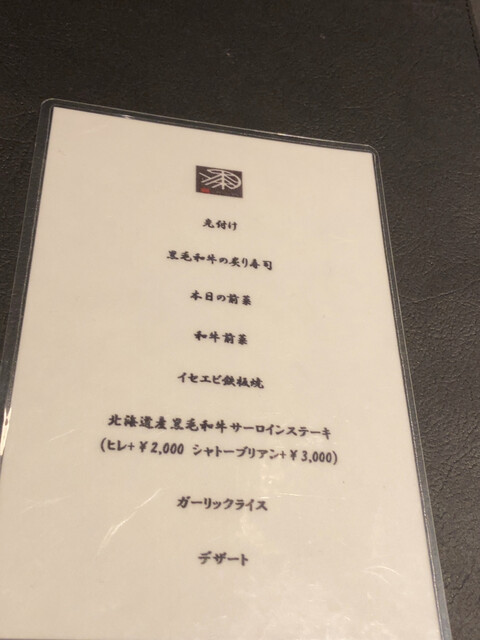 先付け
黒毛和牛の炙り寿司
本日の前菜
和牛前菜
イセエビ鉄板焼
北海道産黒毛和牛サーロインステーキ
(ヒレ+¥2,000 シャトーブリアン+¥3,000)
ガーリックライス
デザート